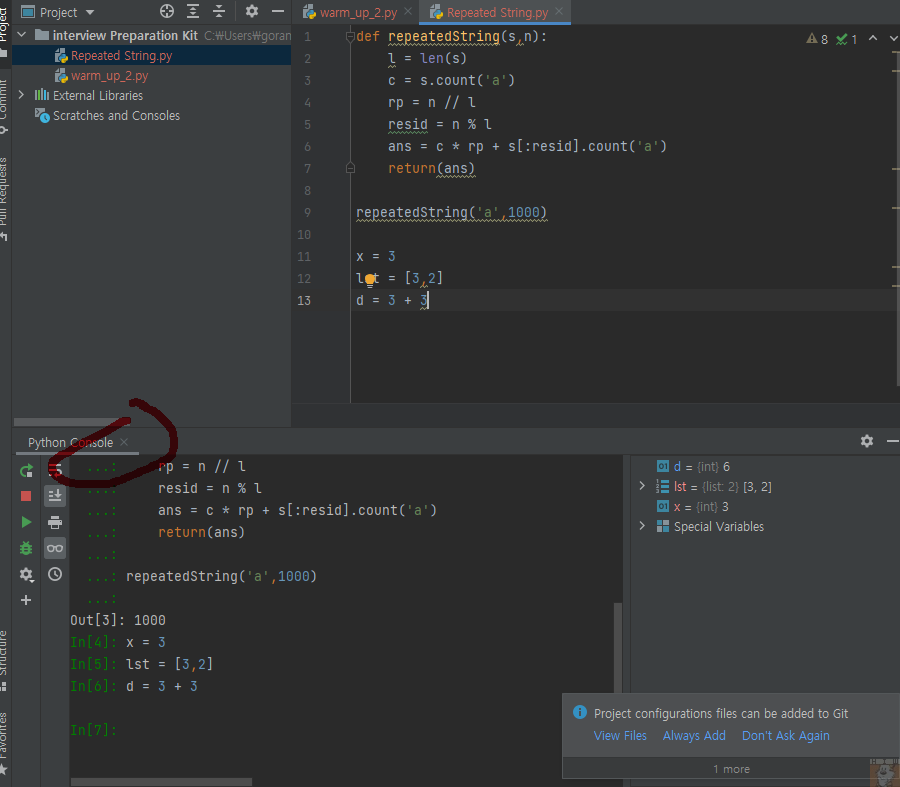 Project
interview Preparation Kit C:\Users\goran
Repeated String.py
warm_up_2.py
External Libraries
Scratches and Consoles
Project
Commit
Pull Requests
Structure
Favorites
warm_up_2.py
Repeated String.py
8 1
1 def repeatedString(s,n):
2 l = len(s)
3 c = s.count('a')
4 rp = n // l
5 resid = n % l
6 ans = c * rp + s[:resid].count('a')
7 return(ans)
8
9 repeatedString('a',1000)
10
11 x = 3
12 lst = [3,2]
13 d = 3 + 3
Python Console
...: rp = n // l
...: resid = n % l
...: ans = c * rp + s[:resid].count('a')
...: return(ans)
...:
...: repeatedString('a',1000)
...:
Out[3]: 1000
In[4]: x = 3
In[5]: lst = [3,2]
In[6]: d = 3 + 3
In[7]:
01 d = {int} 6
lst = {list: 2} [3, 2]
01 x = {int} 3
Special Variables
Project configurations files can be added to Git
View Files Always Add Don't Ask Again
1 more